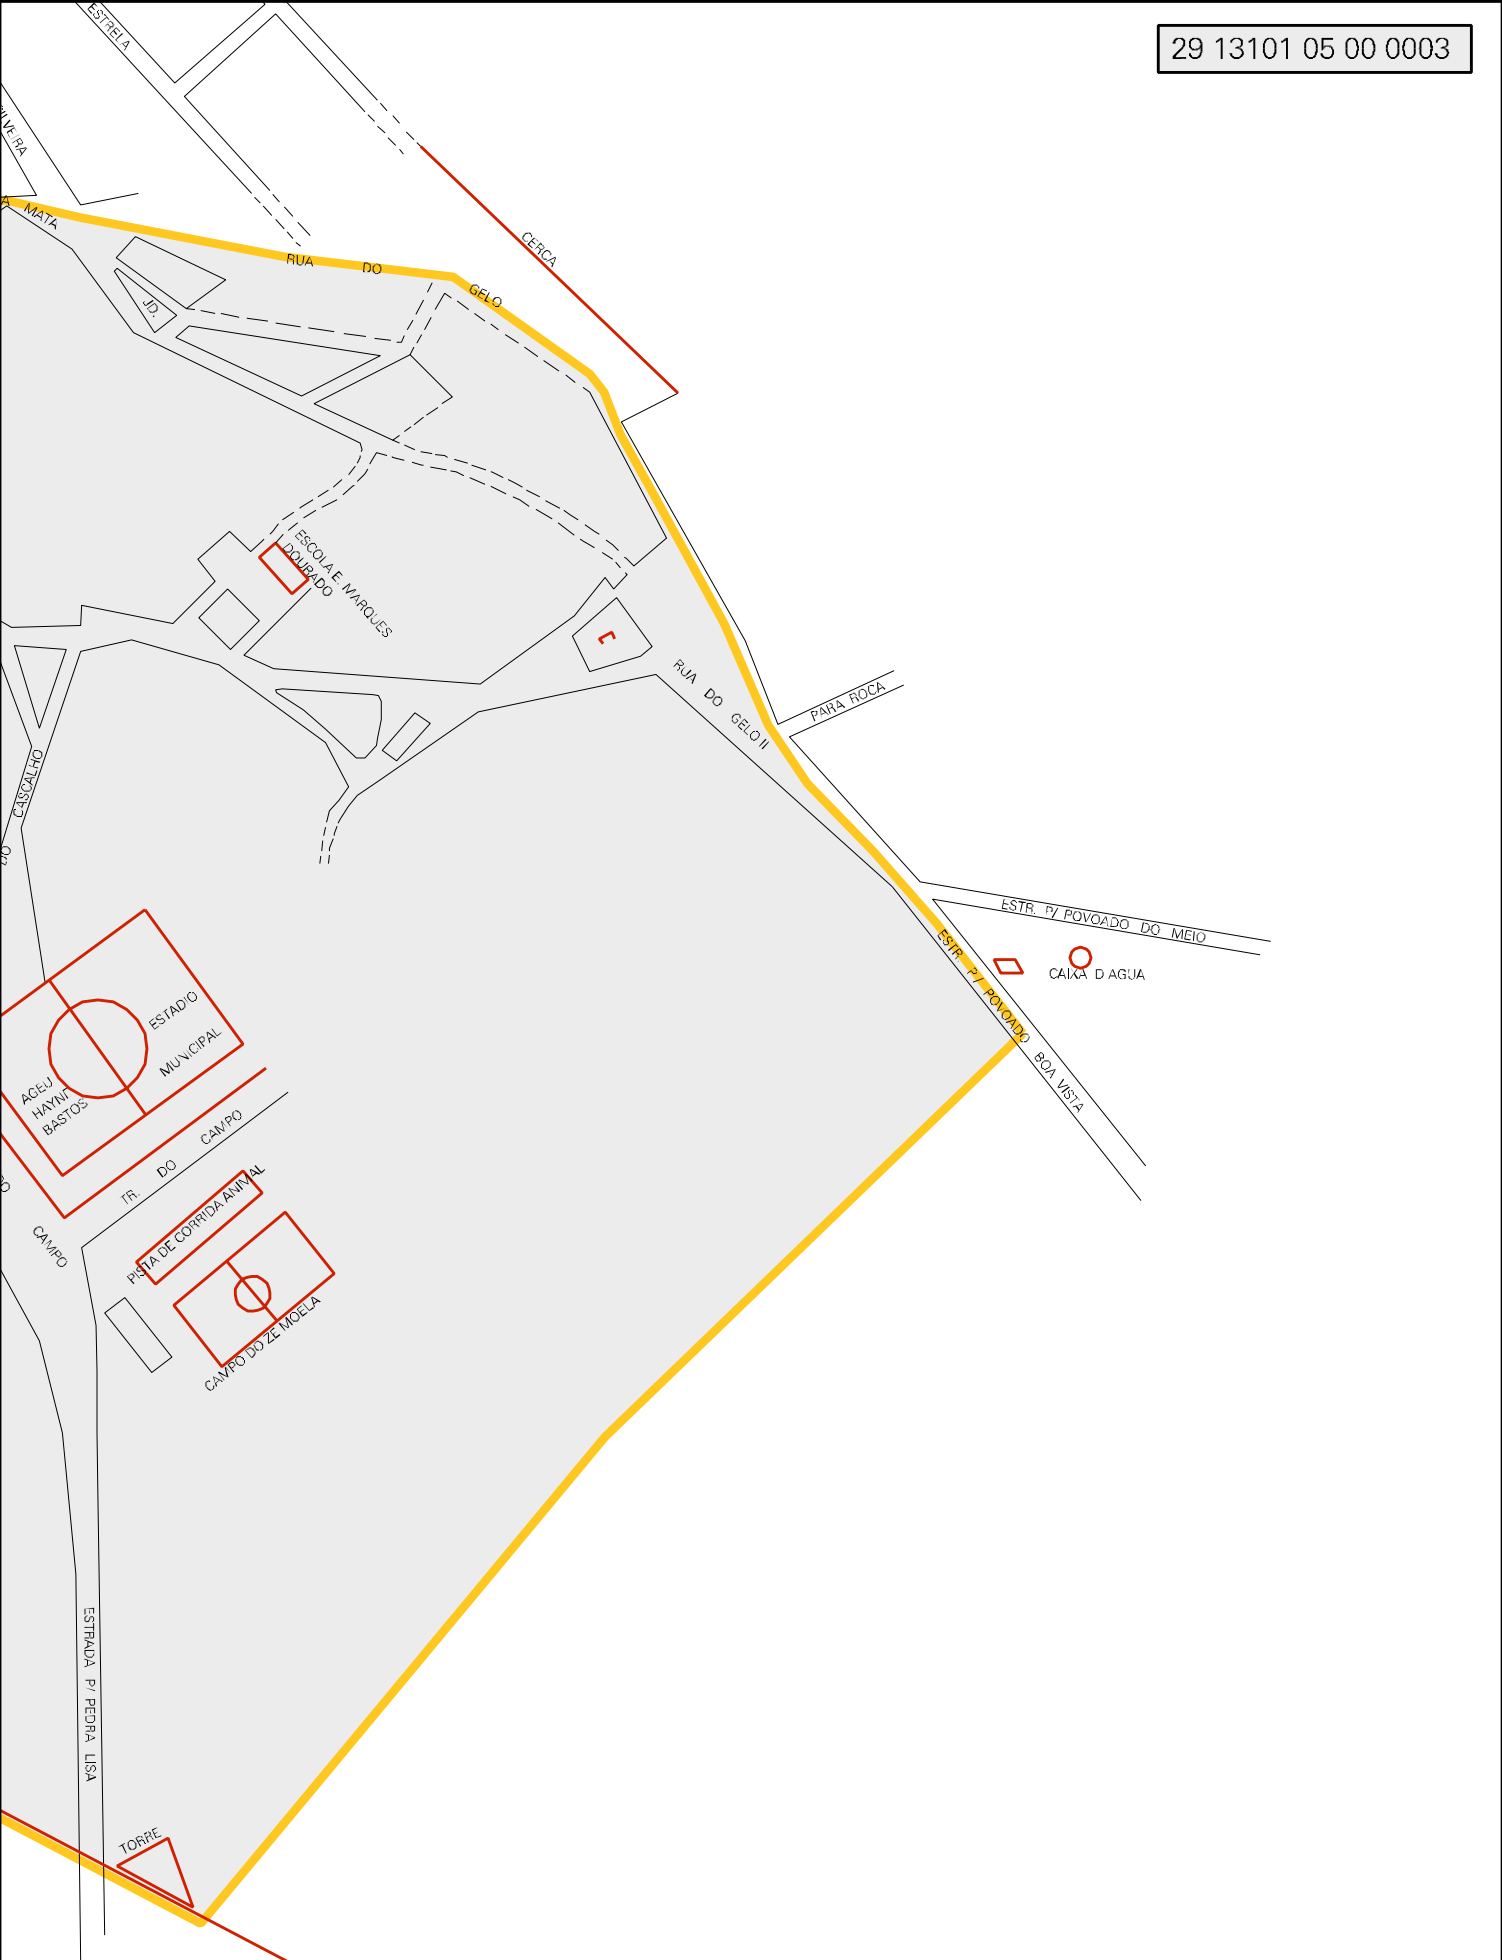 29 13101 05 00 0003
ESTRELA
MATA
RUA DO GELO
CERCA
JD.
ESCOLA E. MARQUES
DOURADO
RUA DO GELO II
PARA ROCA
CASCALHO
DO
ESTR. P/ POVOADO DO MEIO
CAIXA D AGUA
ESTR. P/ POVOADO BOA VISTA
ESTADIO
MUNICIPAL
AGEU
BASTOS
TR. DO CAMPO
CAMPO
PISTA DE CORRIDA ANIMAL
CAMPO DO ZE MOELA
ESTRADA P/ PEDRA LISA
TORRE